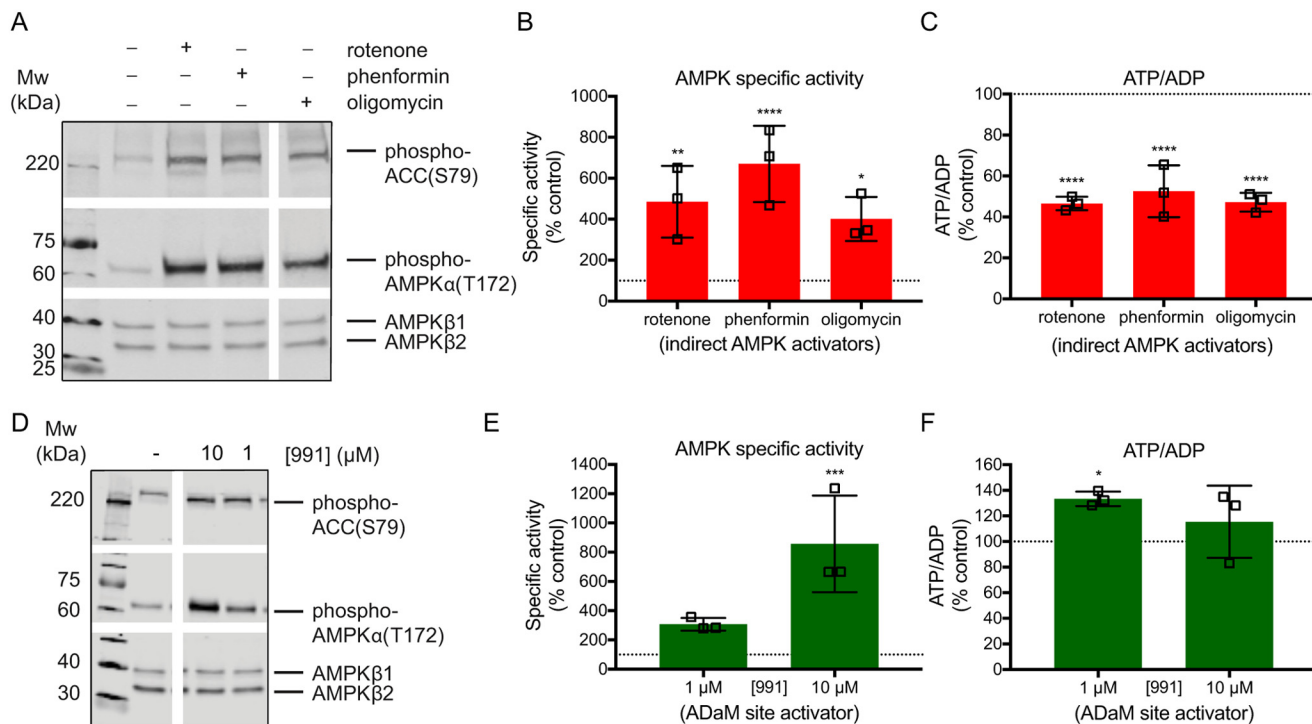 A
– + – – rotenone
– – + – phenformin
– – – + oligomycin
Mw
(kDa)
220
75
60
40
30
25
phospho-
ACC(S79)
phospho-
AMPKα(T172)
AMPKβ1
AMPKβ2
B
AMPK specific activity
Specific activity
(% control)
1000
800
600
400
200
0
** **** *
rotenone phenformin oligomycin
(indirect AMPK activators)
C
ATP/ADP
ATP/ADP
(% control)
100
80
60
40
20
0
**** **** ****
rotenone phenformin oligomycin
(indirect AMPK activators)
D
Mw
(kDa)
- 10 1 [991] (μM)
220
75
60
40
30
phospho-
ACC(S79)
phospho-
AMPKα(T172)
AMPKβ1
AMPKβ2
E
AMPK specific activity
Specific activity
(% control)
1400
1200
1000
800
600
400
200
0
***
1 μM [991] 10 μM
(ADaM site activator)
F
ATP/ADP
ATP/ADP
(% control)
160
140
120
100
80
60
40
20
0
*
1 μM [991] 10 μM
(ADaM site activator)